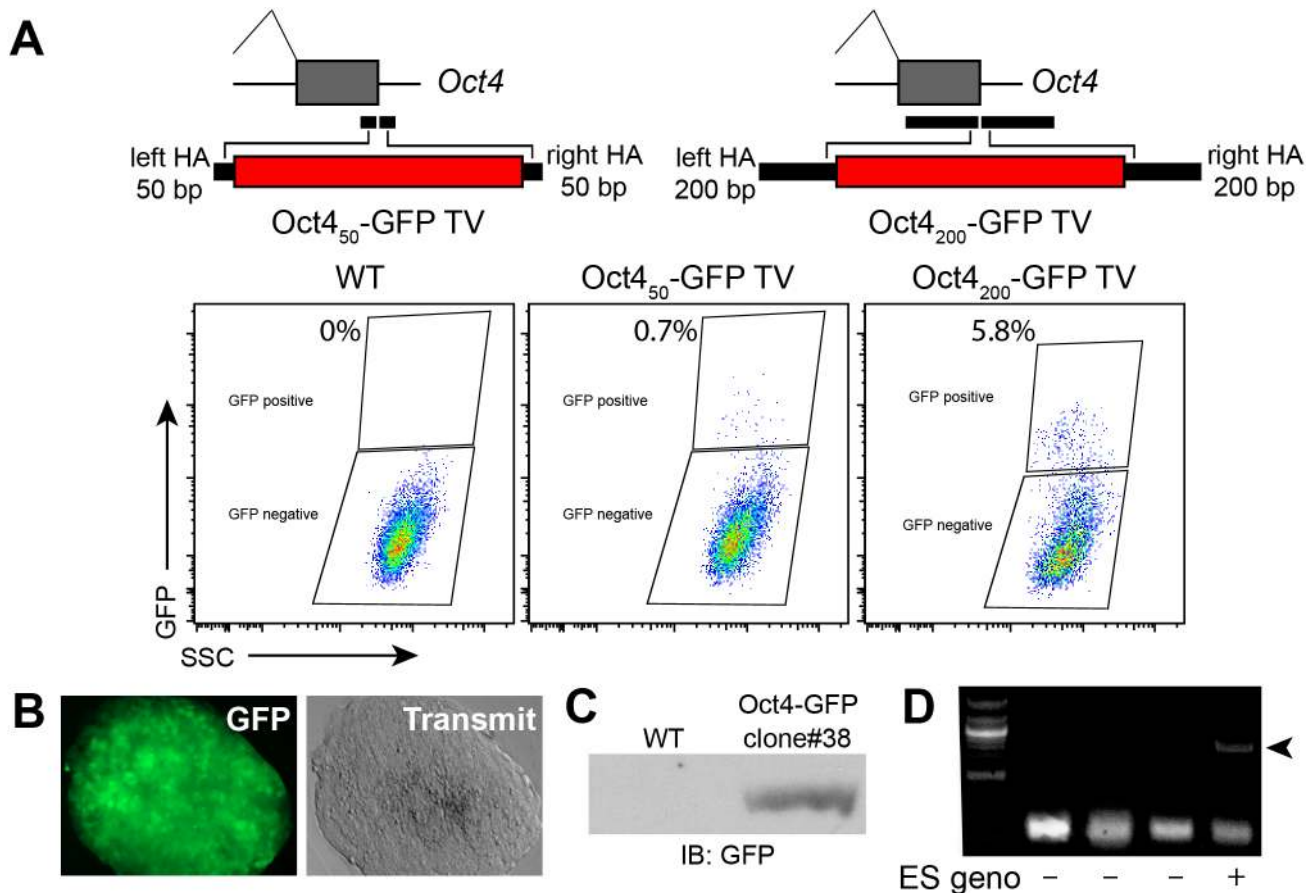 A
Oct4
Oct4
left HA
50 bp
right HA
50 bp
left HA
200 bp
right HA
200 bp
Oct450-GFP TV
Oct4200-GFP TV
WT
Oct450-GFP TV
Oct4200-GFP TV
0%
0.7%
5.8%
GFP positive
GFP positive
GFP positive
GFP negative
GFP negative
GFP negative
GFP
SSC
B
GFP
Transmit
C
WT
Oct4-GFP
clone#38
IB: GFP
D
ES geno – – – +